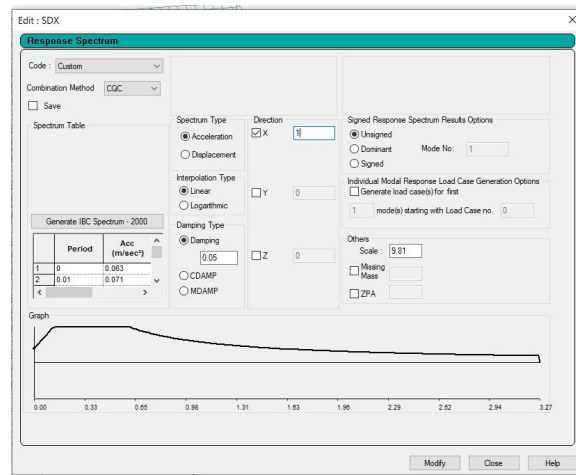 Edit : SDX
Response Spectrum
Code : Custom
Combination Method CQC
Save
Spectrum Table
Generate IBC Spectrum - 2000
Period Acc (m/sec²)
1 0 0.063
2 0.01 0.071
Spectrum Type
Acceleration
Displacement
Interpolation Type
Linear
Logarithmic
Damping Type
Damping
0.05
CDAMP
MDAMP
Direction
X 1
Y 0
Z 0
Signed Response Spectrum Results Options
Unsigned
Dominant Mode No: 1
Signed
Individual Modal Response Load Case Generation Options
Generate load case(s) for first
1 mode(s) starting with Load Case no. 0
Others
Scale : 9.81
Missing Mass
ZPA
Graph
0.00 0.33 0.65 0.98 1.31 1.63 1.96 2.29 2.62 2.94 3.27
Modify Close Help